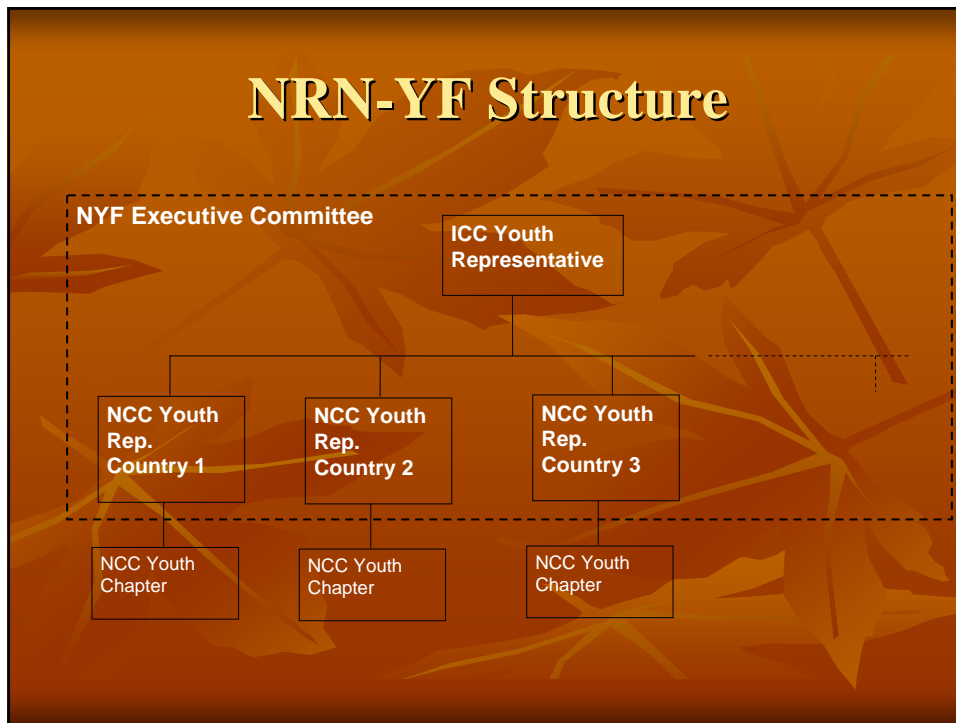 NRN-YF Structure
NYF Executive Committee
ICC Youth
Representative
NCC Youth
Rep.
Country 1
NCC Youth
Rep.
Country 2
NCC Youth
Rep.
Country 3
NCC Youth
Chapter
NCC Youth
Chapter
NCC Youth
Chapter